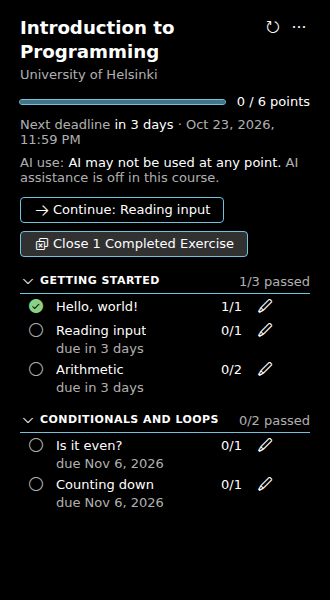 Introduction to
Programming
University of Helsinki
0 / 6 points
Next deadline in 3 days · Oct 23, 2026,
11:59 PM
AI use: AI may not be used at any point. AI
assistance is off in this course.
Continue: Reading input
Close 1 Completed Exercise
GETTING STARTED 1/3 passed
Hello, world! 1/1
Reading input 0/1
due in 3 days
Arithmetic 0/2
due in 3 days
CONDITIONALS AND LOOPS 0/2 passed
Is it even? 0/1
due Nov 6, 2026
Counting down 0/1
due Nov 6, 2026